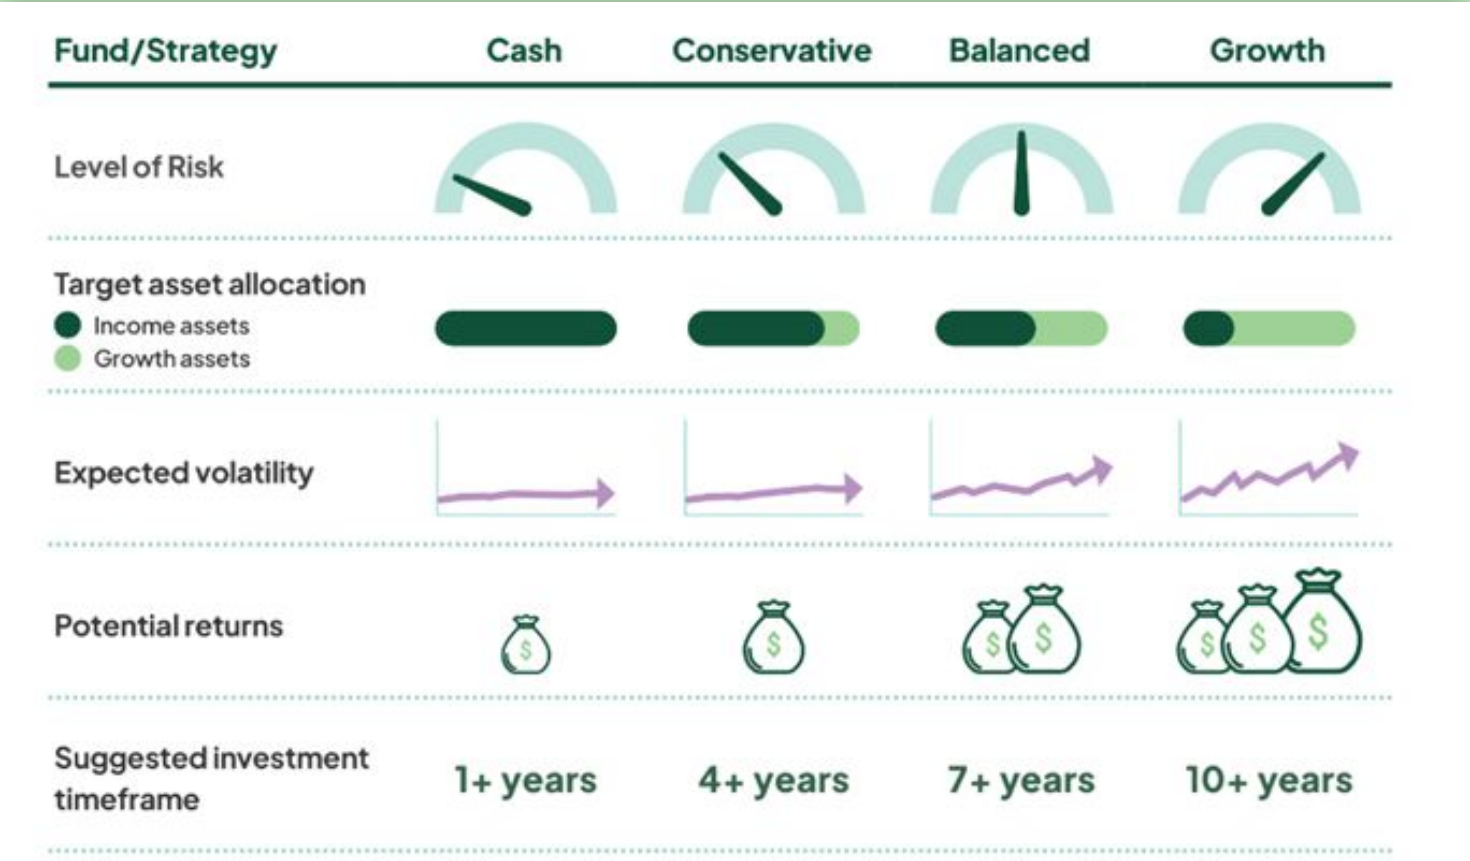 Fund/Strategy Cash Conservative Balanced Growth
Level of Risk
Target asset allocation
Income assets
Growth assets
Expected volatility
Potential returns
$ $ $ $ $ $ $
Suggested investment
timeframe
1+ years 4+ years 7+ years 10+ years